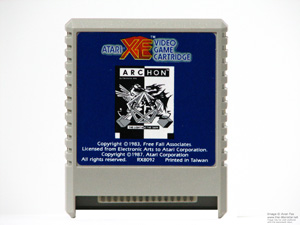 ATARI XE VIDEO
GAME
CARTRIDGE
ARCHON
Copyright © 1983, Free Fall Associates
Licensed from Electronic Arts to Atari Corporation.
Copyright © 1987, Atari Corporation
All rights reserved. RX8092 Printed in Taiwan